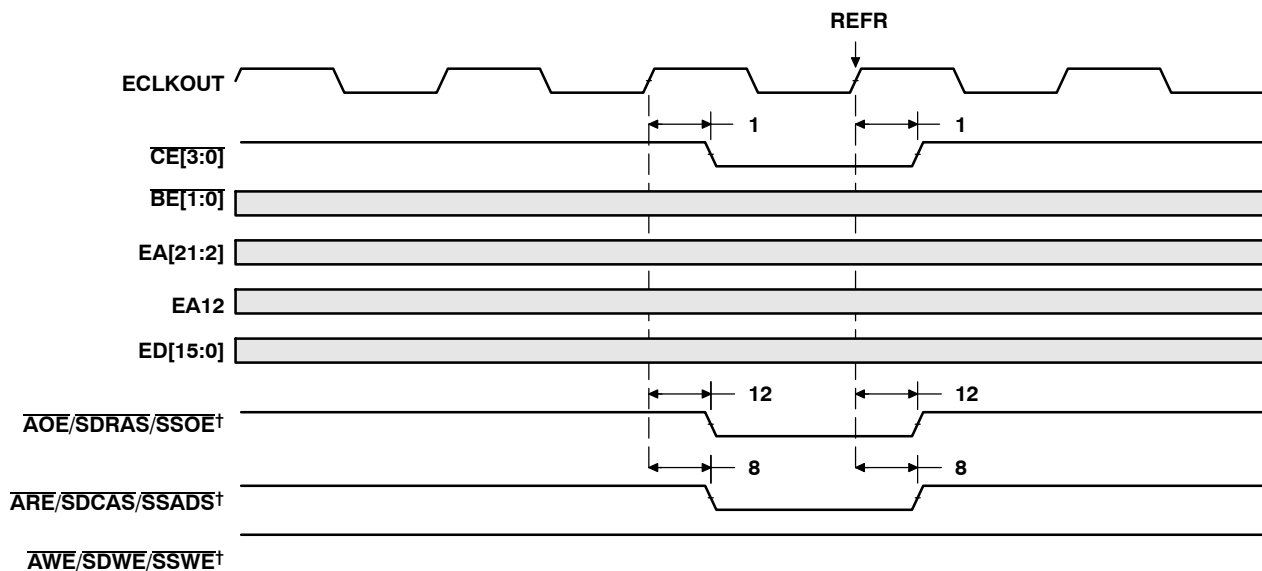 REFR
ECLKOUT
1 1
CE[3:0]
BE[1:0]
EA[21:2]
EA12
ED[15:0]
12 12
AOE/SDRAS/SSOE†
8 8
ARE/SDCAS/SSADS†
AWE/SDWE/SSWE†